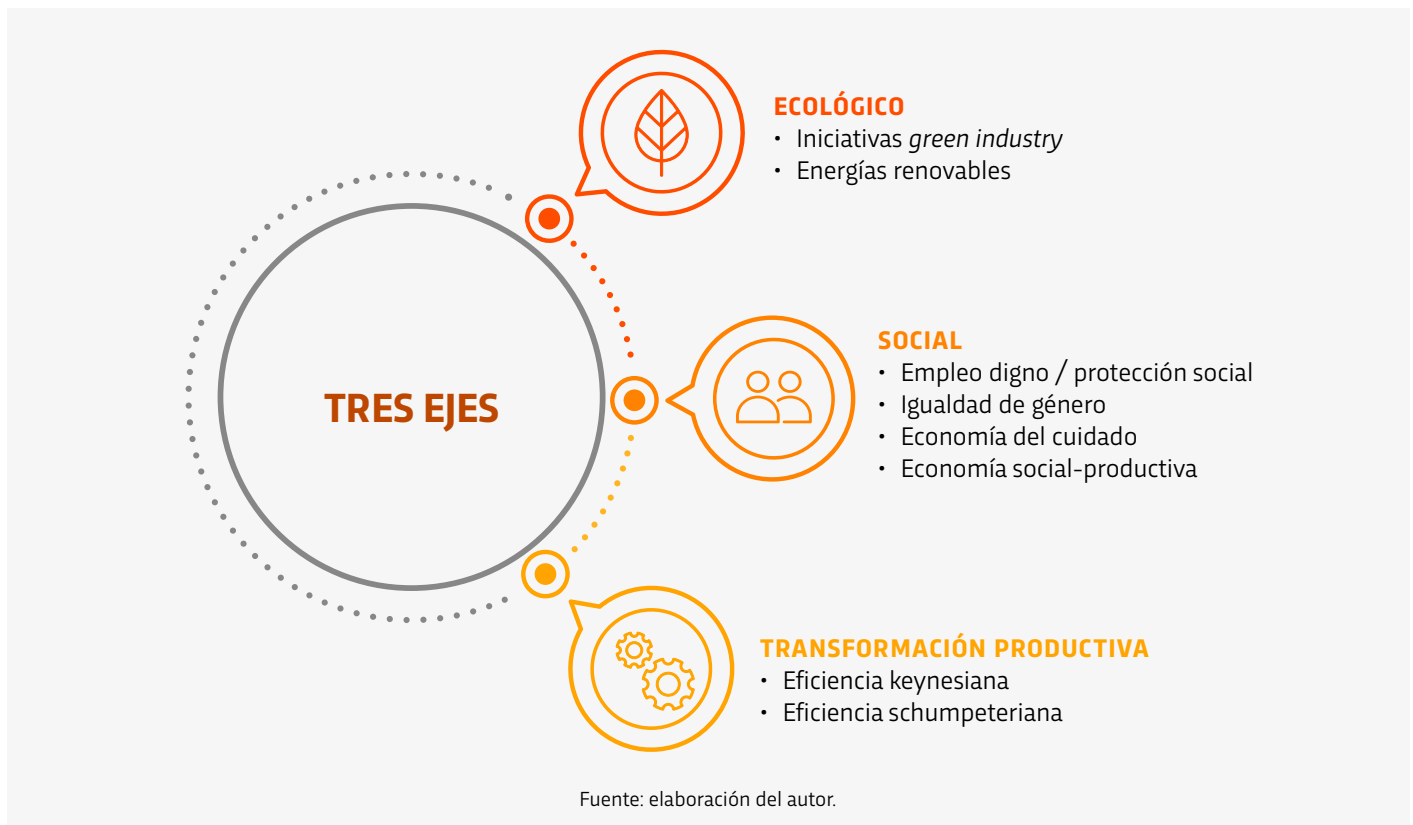 TRES EJES
ECOLÓGICO
• Iniciativas green industry
• Energías renovables
SOCIAL
• Empleo digno / protección social
• Igualdad de género
• Economía del cuidado
• Economía social-productiva
TRANSFORMACIÓN PRODUCTIVA
• Eficiencia keynesiana
• Eficiencia schumpeteriana
Fuente: elaboración del autor.